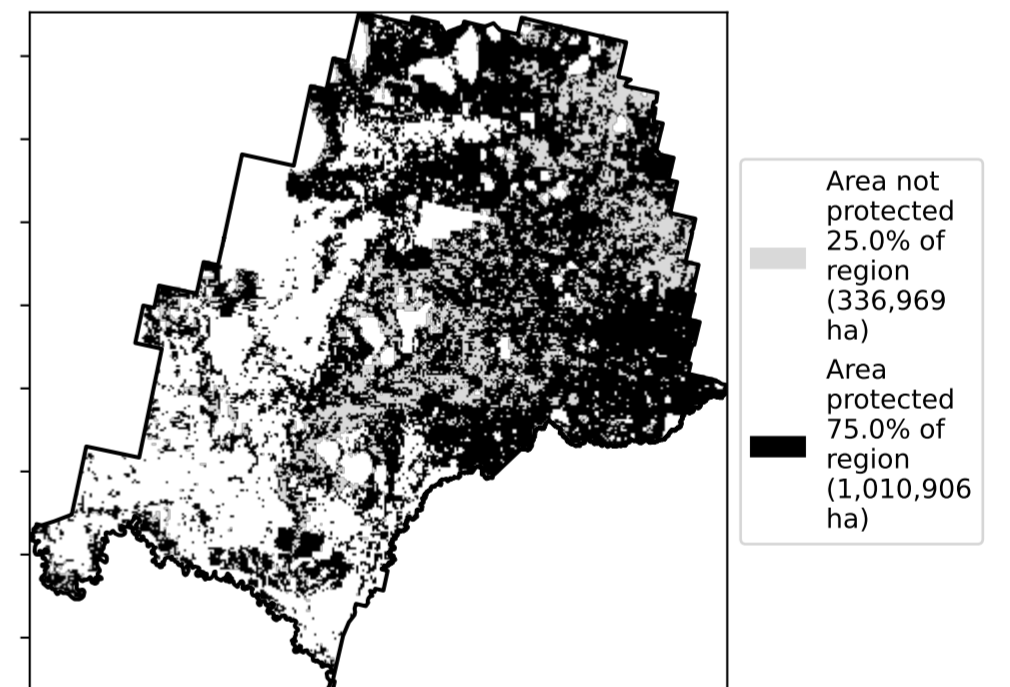 Area not
protected
25.0% of
region
(336,969
ha)
Area
protected
75.0% of
region
(1,010,906
ha)